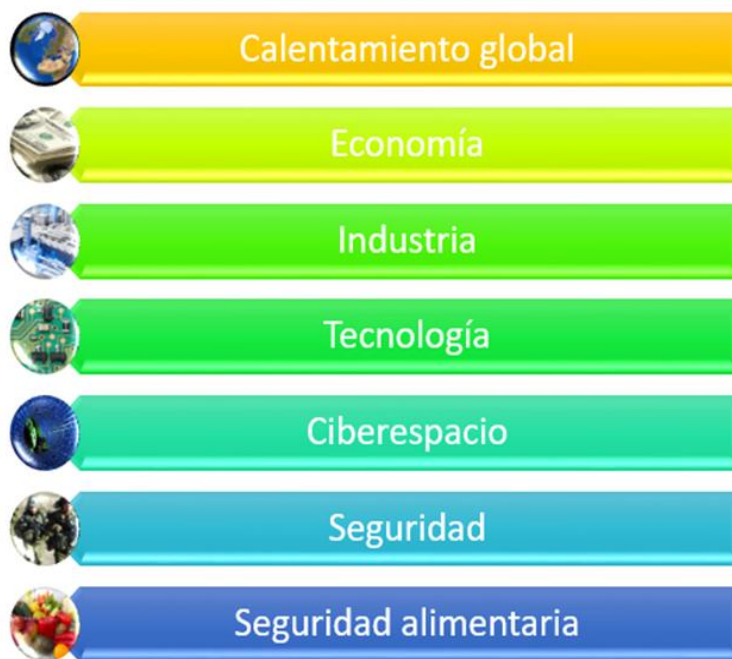 Calentamiento global
Economía
Industria
Tecnología
Ciberespacio
Seguridad
Seguridad alimentaria